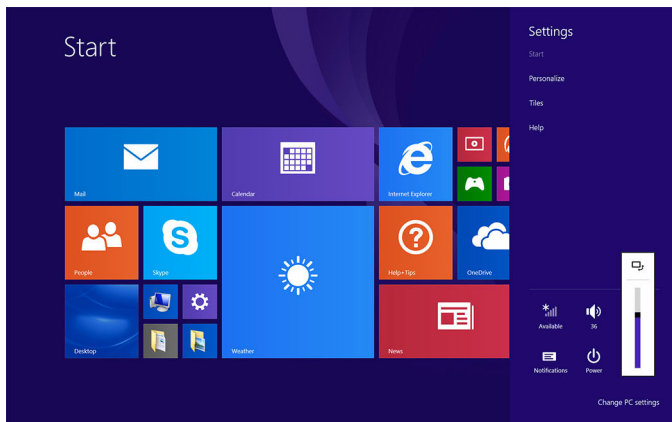 Start
Settings
Start
Personalize
Tiles
Help
Mail
Calendar
Internet Explorer
People
Skype
Help+Tips
OneDrive
Desktop
Weather
News
Available
36
Notifications
Power
Change PC settings